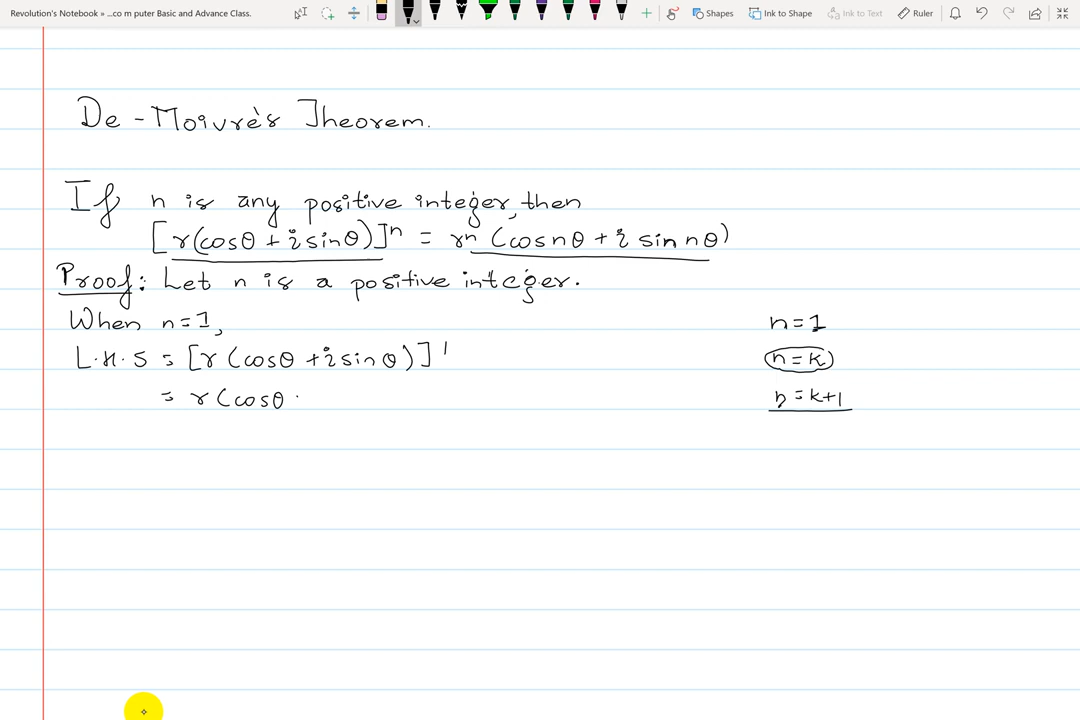 Revolution's Notebook » ...co m puter Basic and Advance Class.
Shapes
Ink to Shape
Ink to Text
Ruler
De-Moivre's Theorem.
If n is any positive integer, then
[r(cosθ + i sinθ)]ⁿ = rⁿ (cos nθ + i sin nθ)
Proof: Let n is a positive integer.
When n=1,
n=1
L.H.S = [r (cosθ + i sinθ)]¹
n=k
= r (cosθ
n=k+1